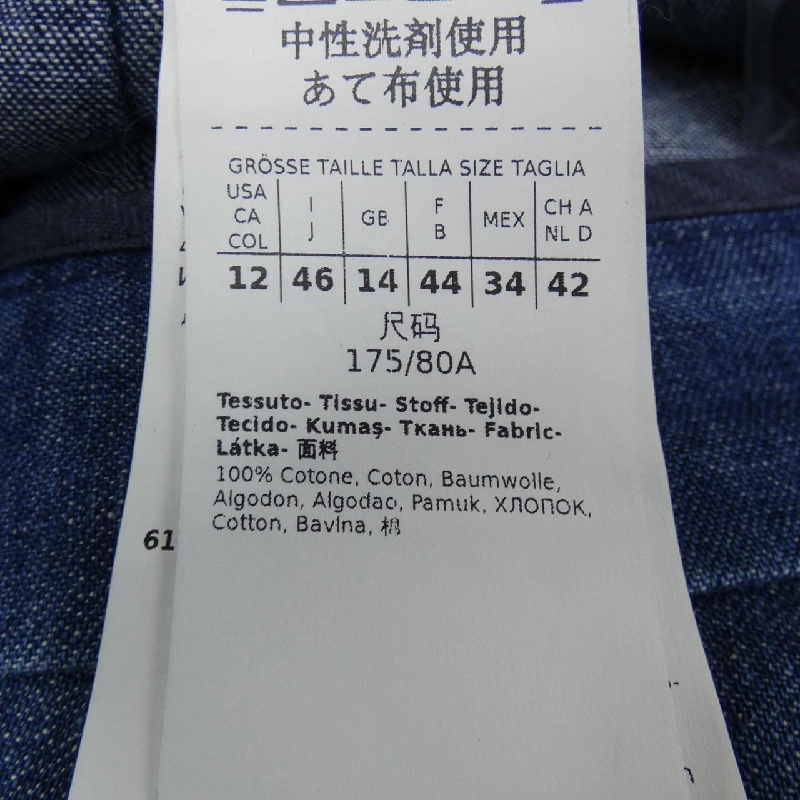 中性洗剤使用
あて布使用
GRÖSSE TAILLE TALLA SIZE TAGLIA
USA CA COL
I J
GB
F B
MEX
CH A NL D
12 46 14 44 34 42
尺码
175/80A
Tessuto- Tissu- Stoff- Tejido-
Tecido- Kumaş- Ткань- Fabric-
Látka- 面料
100% Cotone, Coton, Baumwolle,
Algodon, Algodao, Pamuk, ХЛОПОК,
Cotton, Bavlna, 棉
61